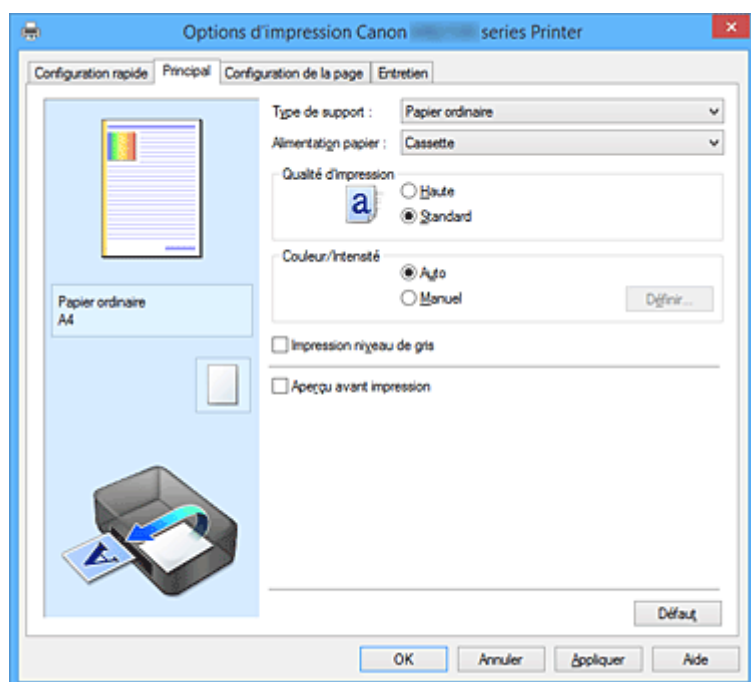 Options d'impression Canon series Printer
Configuration rapide Principal Configuration de la page Entretien
Type de support : Papier ordinaire
Alimentation papier : Cassette
Qualité d'impression
a
Haute
Standard
Couleur/Intensité
Auto
Manuel Définir...
Papier ordinaire
A4
Impression niveau de gris
Aperçu avant impression
A
Défaut
OK Annuler Appliquer Aide